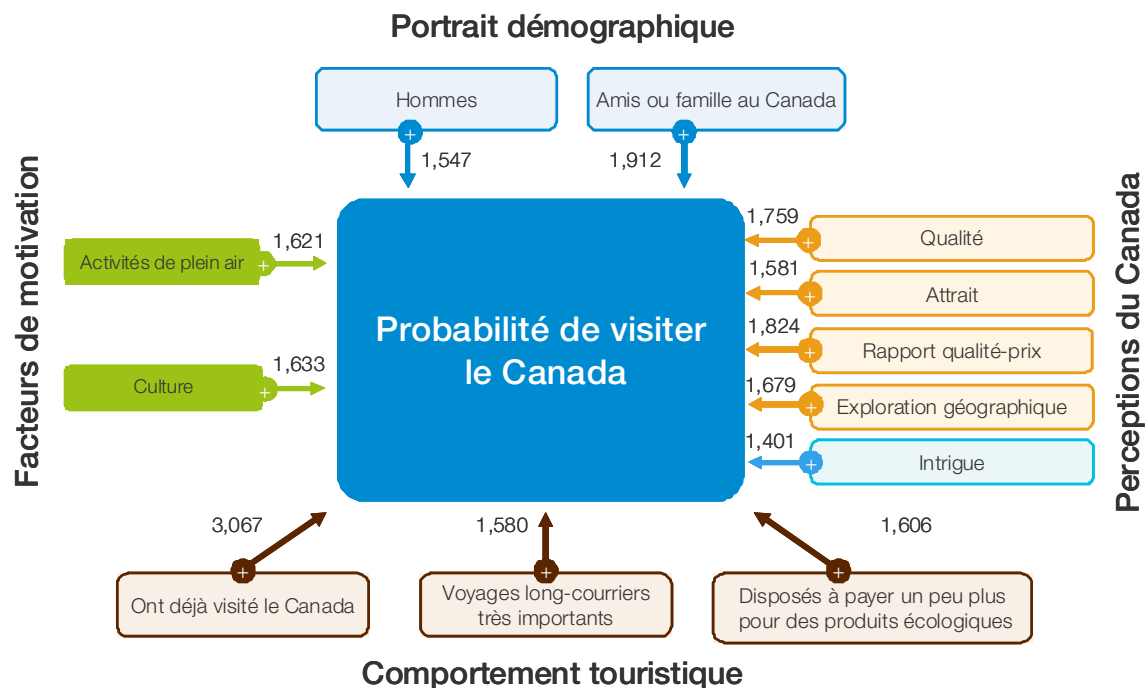 Portrait démographique
Hommes
Amis ou famille au Canada
+
+
1,547
1,912
Facteurs de motivation
Activités de plein air
+
1,621
Culture
+
1,633
Probabilité de visiter
le Canada
Perceptions du Canada
1,759
+
Qualité
1,581
+
Attrait
1,824
+
Rapport qualité-prix
1,679
+
Exploration géographique
1,401
+
Intrigue
3,067
1,580
1,606
+
+
+
Ont déjà visité le Canada
Voyages long-courriers
très importants
Disposés à payer un peu plus
pour des produits écologiques
Comportement touristique